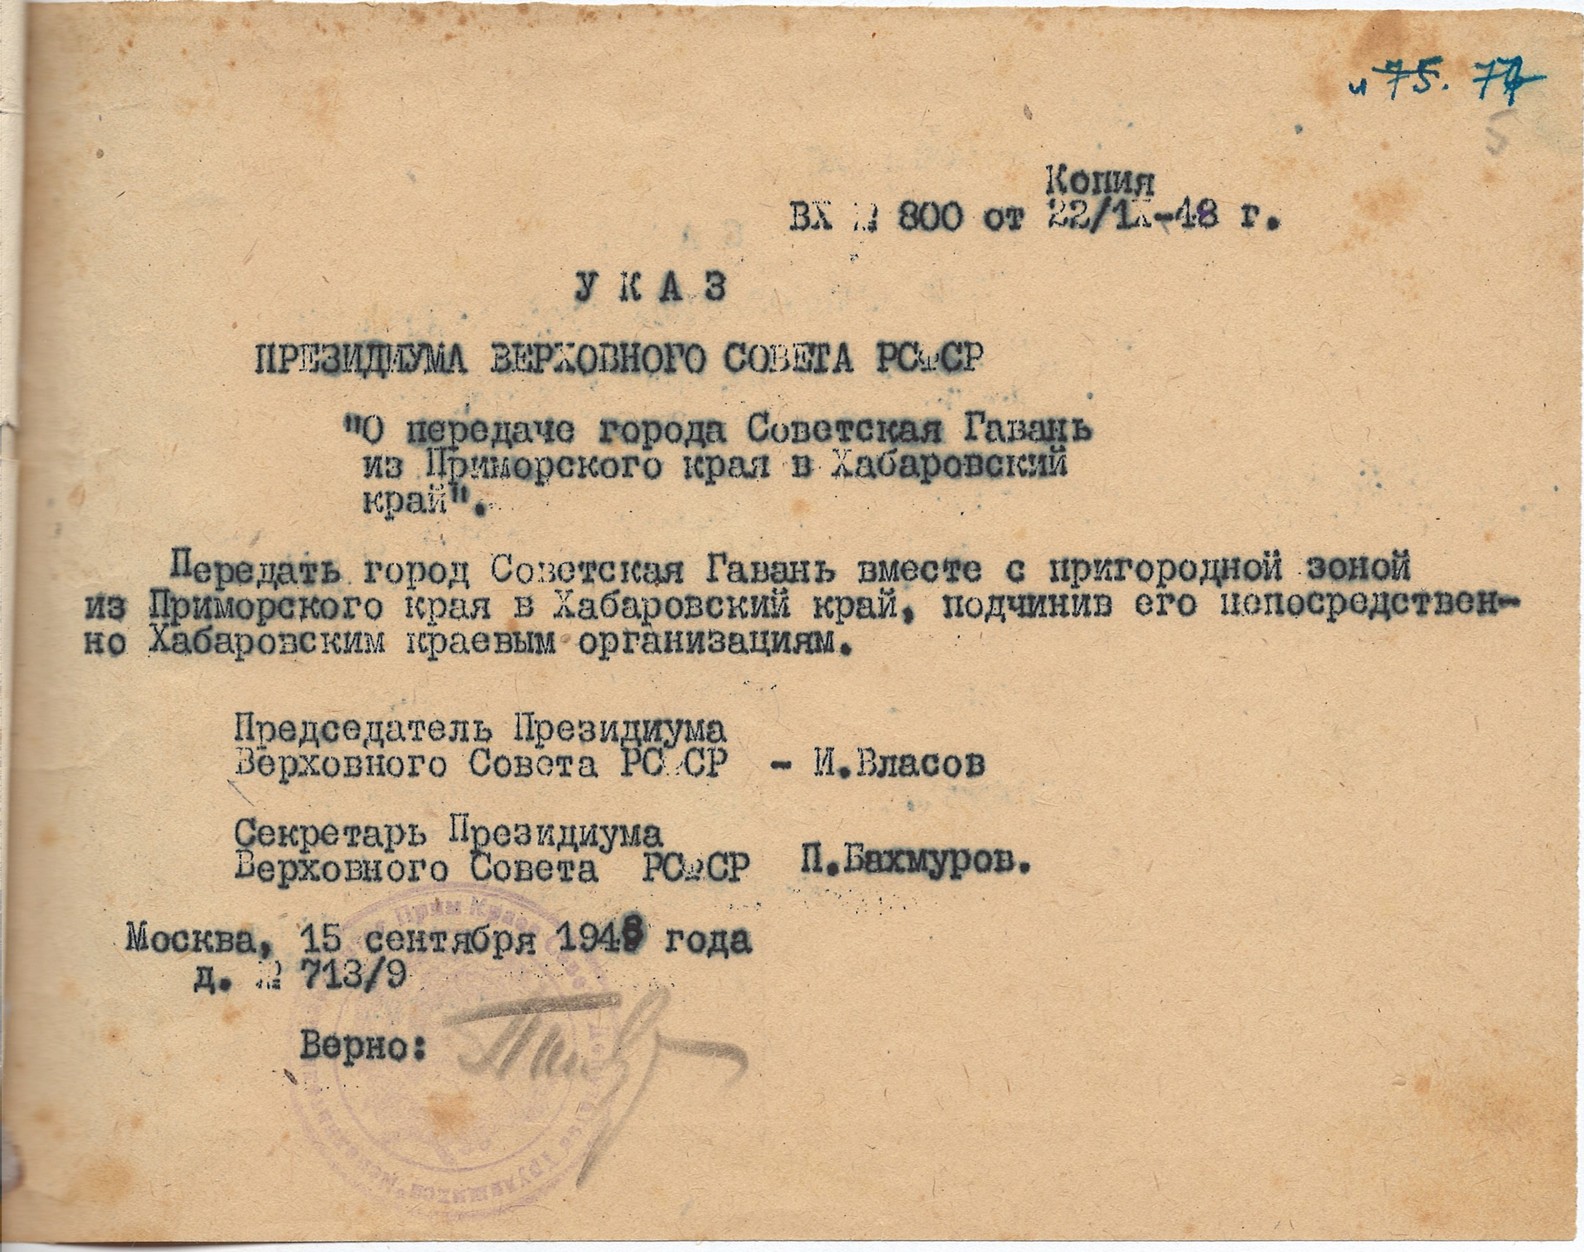 75. 74
5
Копия
ВХ № 800 от 22/IX-48 г.
У К А З
ПРЕЗИДИУМА ВЕРХОВНОГО СОВЕТА РСФСР
"О передаче города Советская Гавань
из Приморского края в Хабаровский
край".
Передать город Советская Гавань вместе с пригородной зоной
из Приморского края в Хабаровский край, подчинив его непосредствен-
но Хабаровским краевым организациям.
Председатель Президиума
Верховного Совета РСФСР - И.Власов
Секретарь Президиума
Верховного Совета РСФСР П.Бахмуров.
Москва, 15 сентября 1948 года
д. № 713/9
Верно: